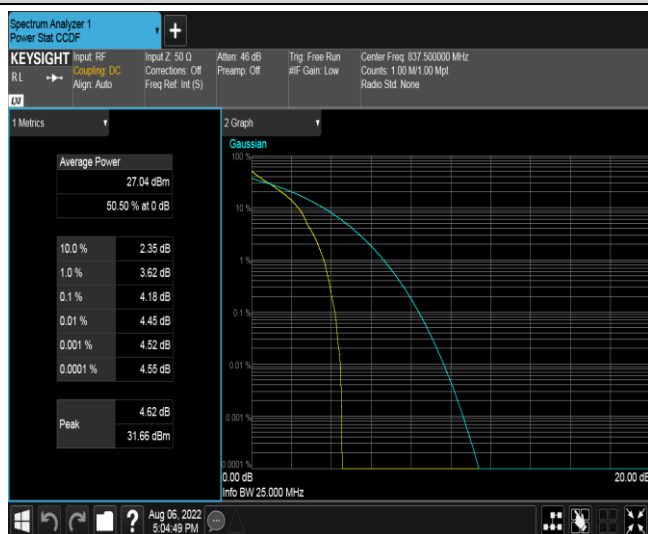 Spectrum Analyzer 1
Power Stat CCDF
+
KEYSIGHT
R L
LXI
Input: RF
Coupling: DC
Align: Auto
Input Z: 50 Ω
Corrections: Off
Freq Ref: Int (S)
Atten: 46 dB
Preamp: Off
Trig: Free Run
#IF Gain: Low
Center Freq: 837.500000 MHz
Counts: 1.00 M/1.00 Mpt
Radio Std: None
1 Metrics
Average Power
27.04 dBm
50.50 % at 0 dB
10.0 % 2.35 dB
1.0 % 3.62 dB
0.1 % 4.18 dB
0.01 % 4.45 dB
0.001 % 4.52 dB
0.0001 % 4.55 dB
Peak
4.62 dB
31.66 dBm
2 Graph
Gaussian
100 %
10 %
1 %
0.1 %
0.01 %
0.001 %
0.0001 %
0.00 dB 20.00 dB
Info BW 25.000 MHz
?
Aug 06, 2022
5:04:49 PM